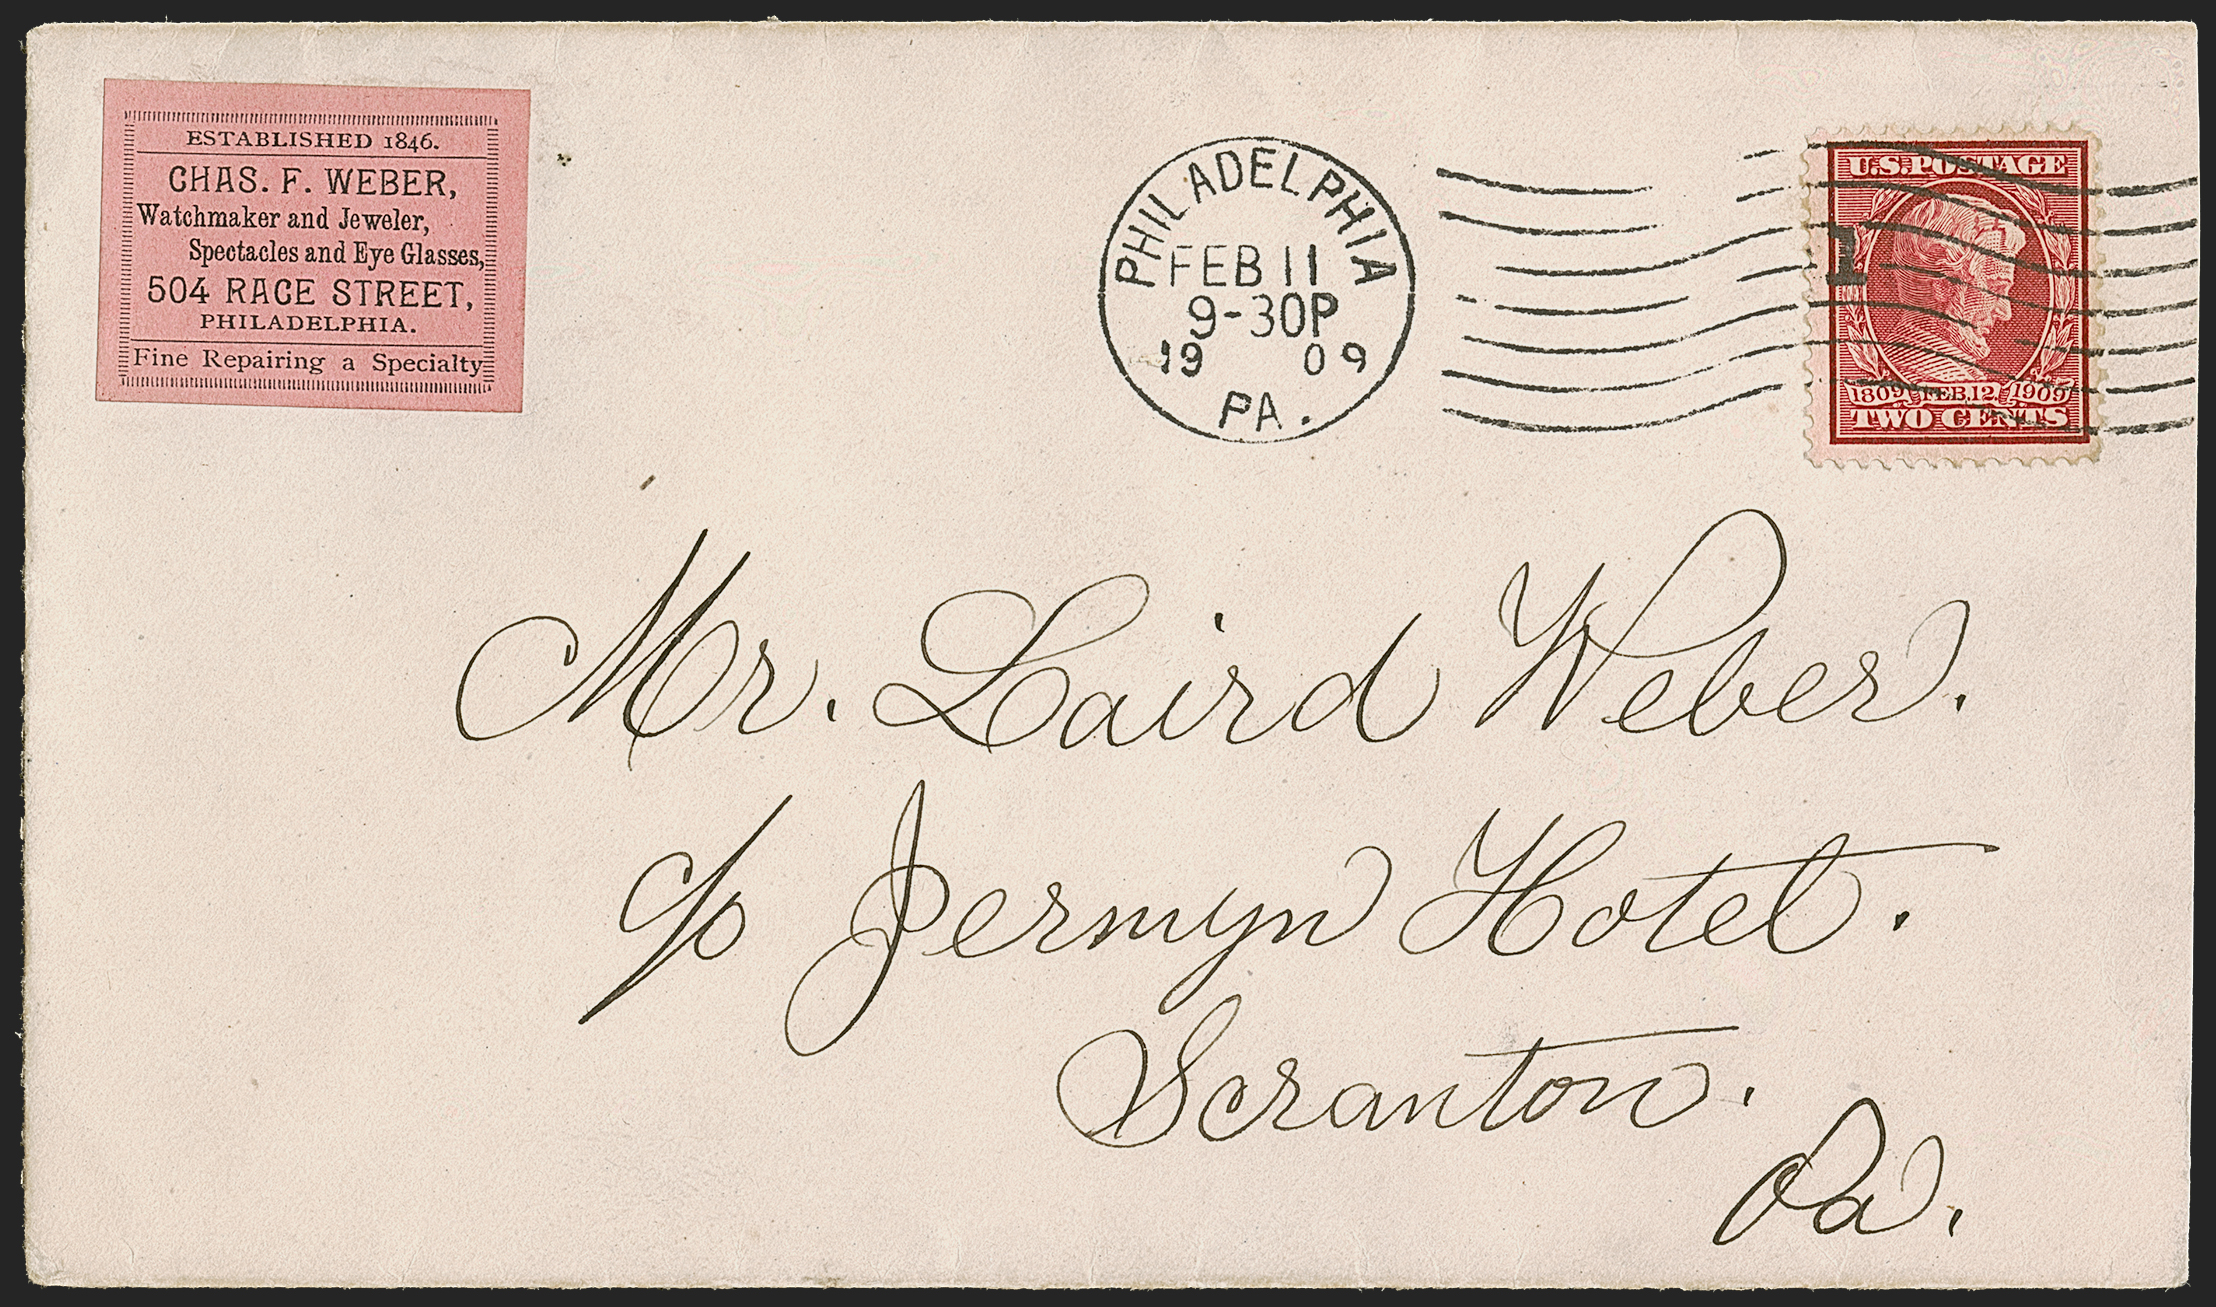 ESTABLISHED 1846.
CHAS. F. WEBER,
Watchmaker and Jeweler,
Spectacles and Eye Glasses,
504 RACE STREET,
PHILADELPHIA.
Fine Repairing a Specialty
PHILADELPHIA
FEB 11
9-30P
19 09
PA.
1
U.S. POSTAGE
1809 FEB. 12. 1909
TWO CENTS
Mr. Laird Weber.
c/o Jermyn Hotel.
Scranton.
Pa.